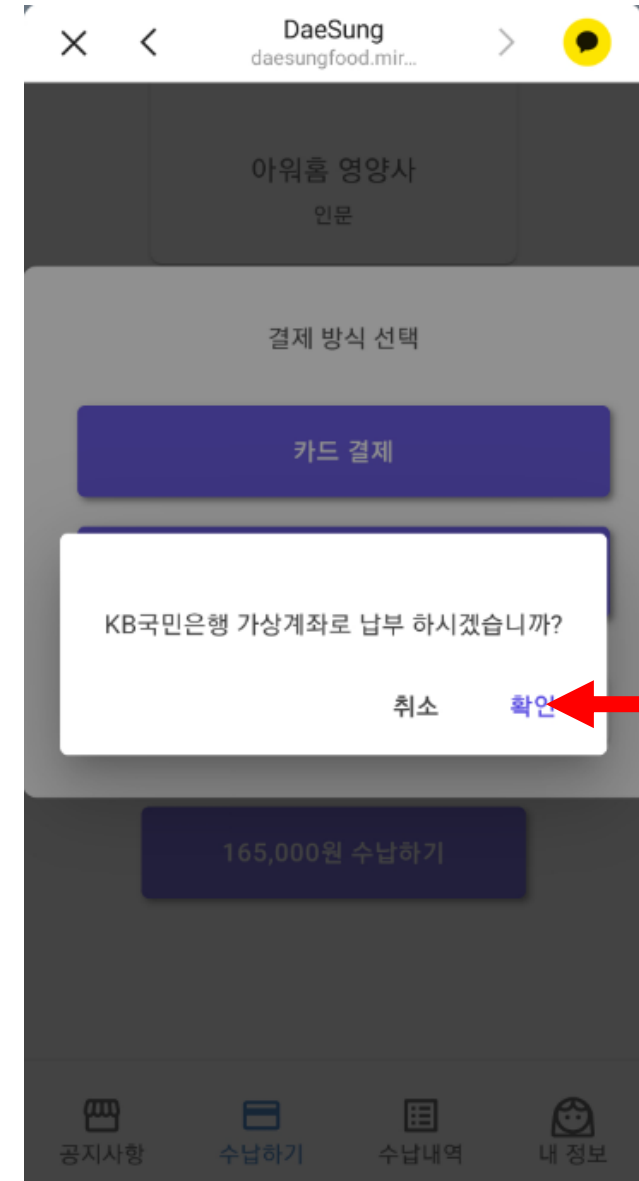 DaeSung
daesungfood.mir...
아워홈 영양사
인문
결제 방식 선택
카드 결제
KB국민은행 가상계좌로 납부 하시겠습니까?
취소 확인
165,000원 수납하기
공지사항 수납하기 수납내역 내 정보